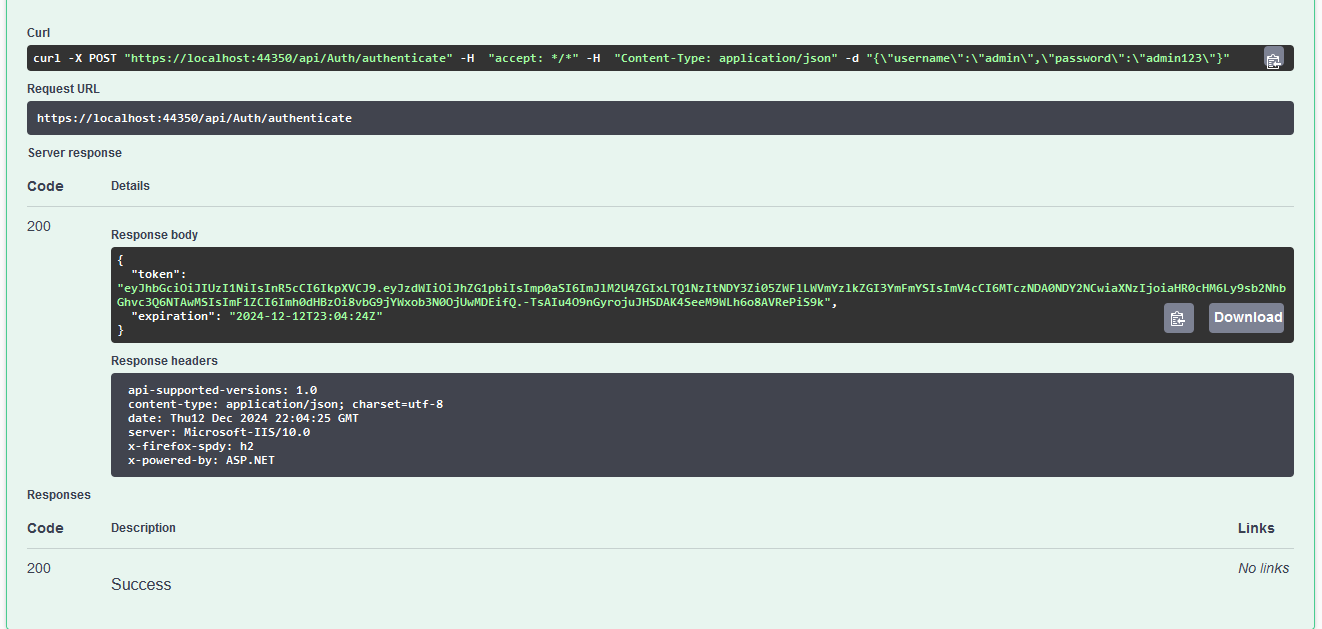 Curl
curl -X POST "https://localhost:44350/api/Auth/authenticate" -H  "accept: */*" -H  "Content-Type: application/json" -d "{\"username\":\"admin\",\"password\":\"admin123\"}"
Request URL
https://localhost:44350/api/Auth/authenticate
Server response
Code Details
200
Response body
{
"token":
"eyJhbGciOiJIUzI1NiIsInR5cCI6IkpXVCJ9.eyJzdWIiOiJhZG1pbiIsImp0aSI6ImJlM2U4ZGIxLTQ1NzItNDY3Zi05ZWFlLWVmYzlkZGI3YmFmYSIsImV4cCI6MTczNDA0NDY2NCwiaXNzIjoiaHR0cHM6Ly9sb2NhbGhvc3Q6NTAwMSIsImF1ZCI6Imh0dHBzOi8vbG9jYWxob3N0OjUwMDEifQ.-TsAIu4O9nGyrojuJHSDAK4SeeM9WLh6o8AVRePiS9k",
"expiration": "2024-12-12T23:04:24Z"
}
Download
Response headers
api-supported-versions: 1.0
content-type: application/json; charset=utf-8
date: Thu12 Dec 2024 22:04:25 GMT
server: Microsoft-IIS/10.0
x-firefox-spdy: h2
x-powered-by: ASP.NET
Responses
Code Description Links
200 No links
Success